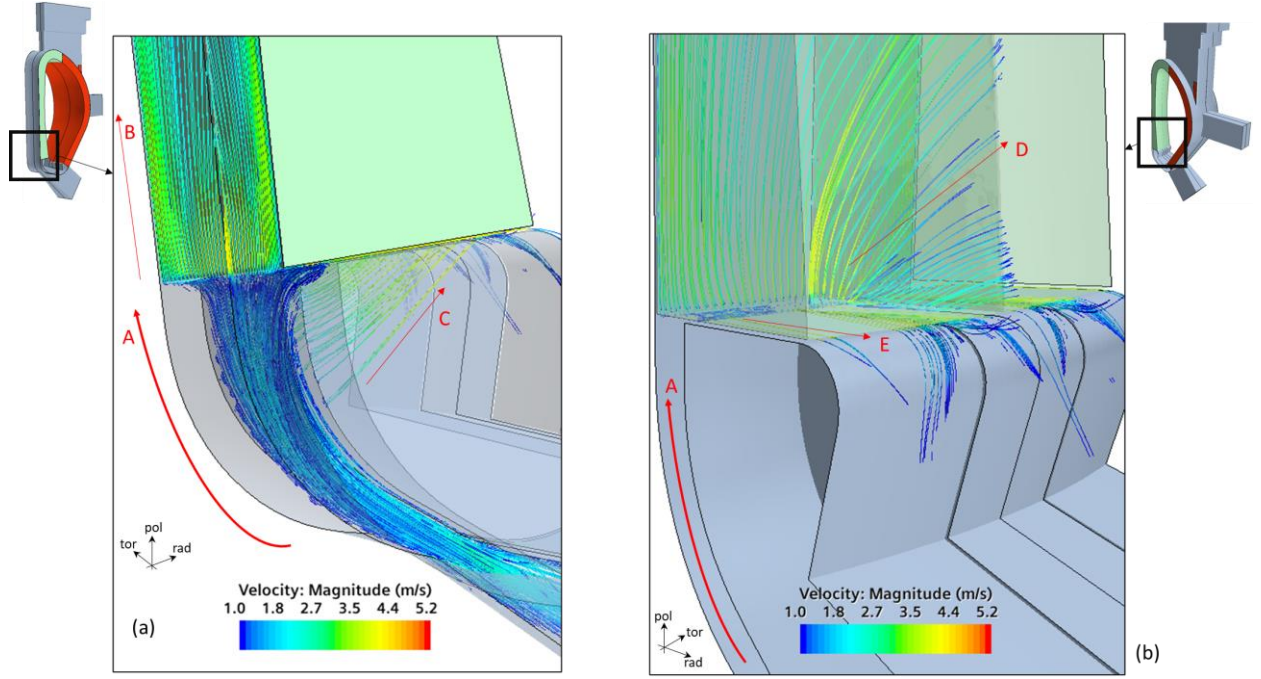 B
A
C
pol
tor
rad
Velocity: Magnitude (m/s)
1.0 1.8 2.7 3.5 4.4 5.2
(a)
D
E
A
pol
tor
rad
Velocity: Magnitude (m/s)
1.0 1.8 2.7 3.5 4.4 5.2
(b)